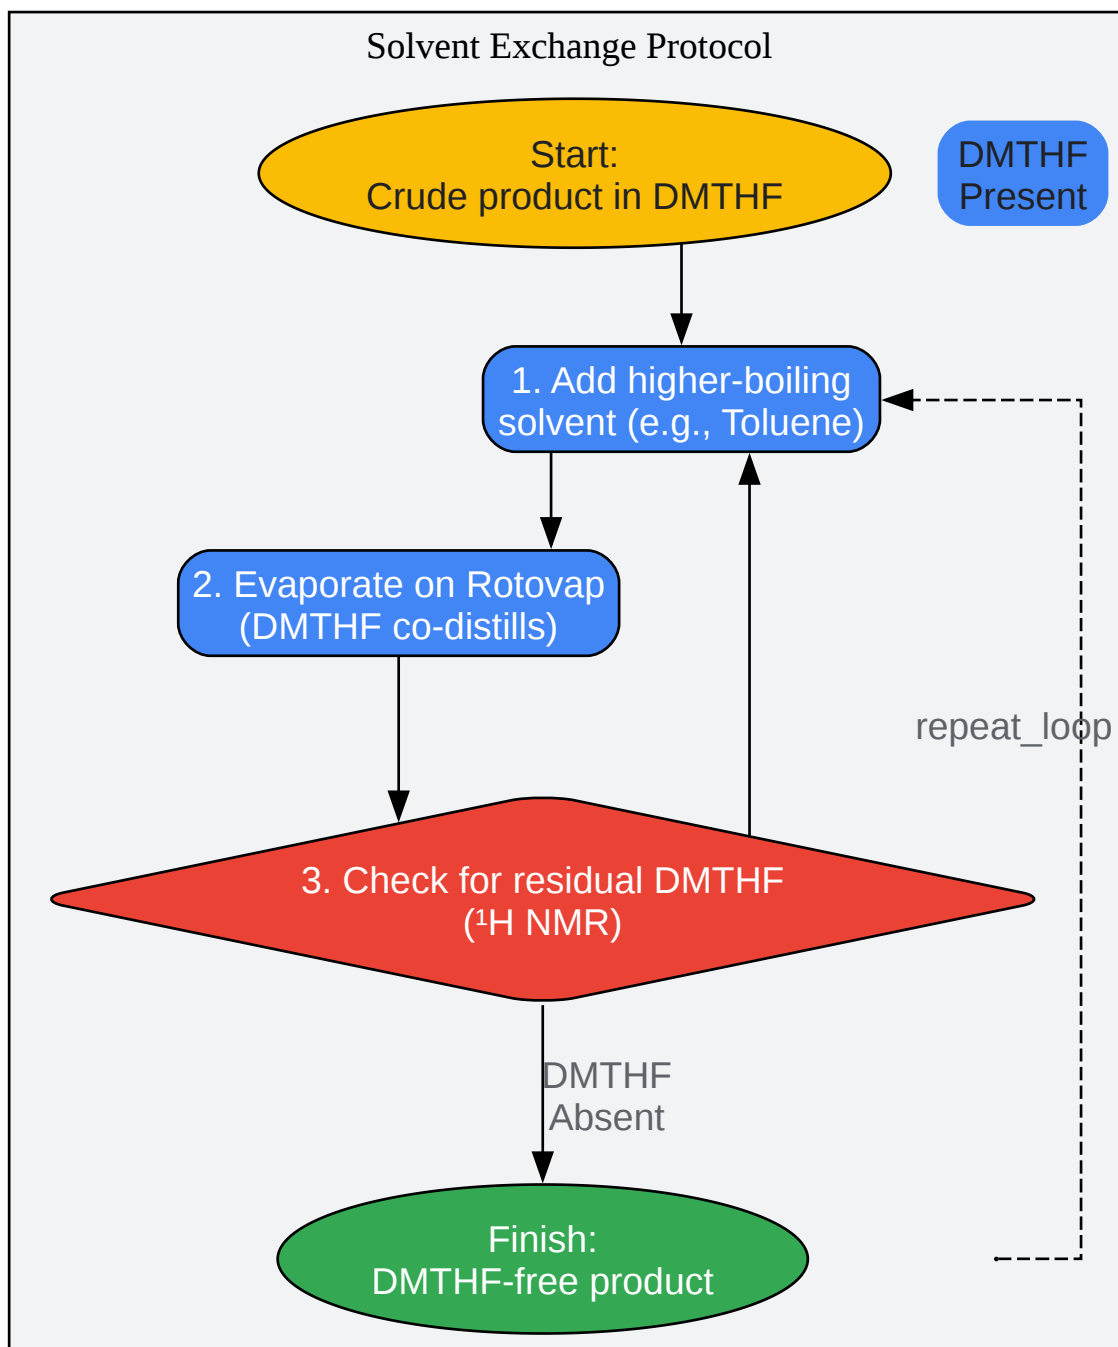 Solvent Exchange Protocol
Start:
Crude product in DMTHF
DMTHF
Present
1. Add higher-boiling
solvent (e.g., Toluene)
2. Evaporate on Rotovap
(DMTHF co-distills)
repeat_loop
3. Check for residual DMTHF
(¹H NMR)
DMTHF
Absent
Finish:
DMTHF-free product